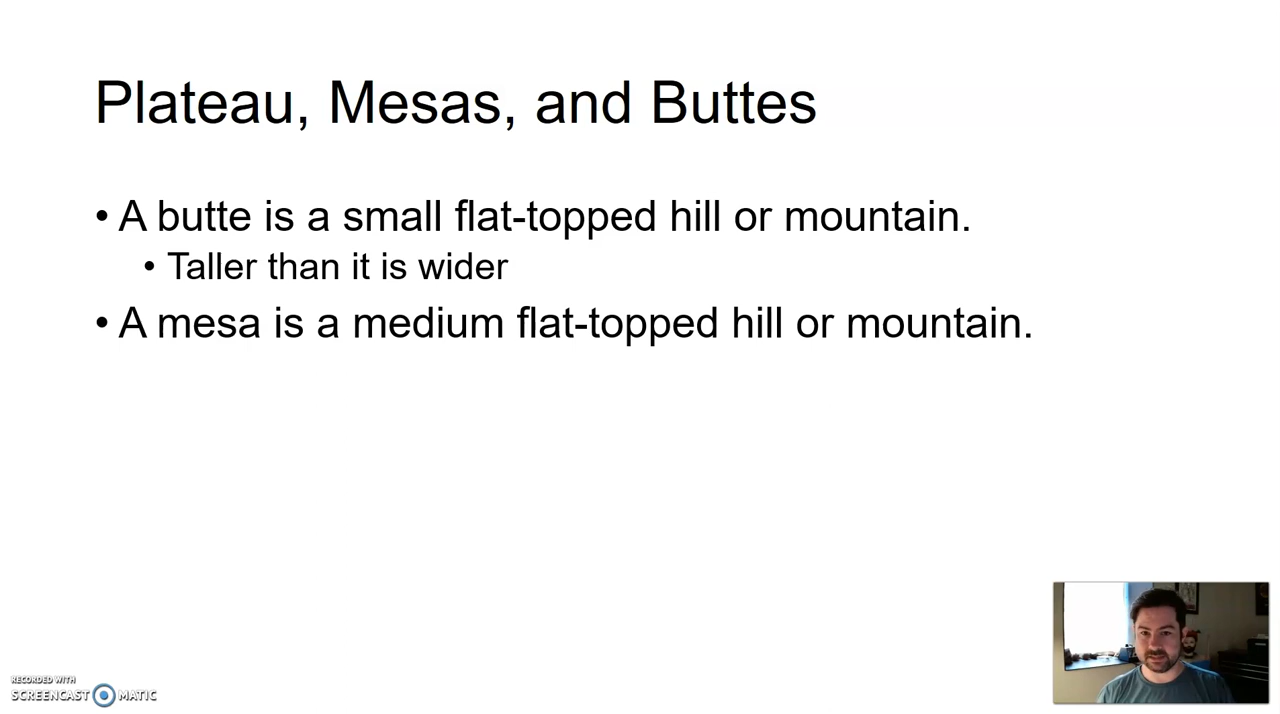 Plateau, Mesas, and Buttes
• A butte is a small flat-topped hill or mountain.
• Taller than it is wider
• A mesa is a medium flat-topped hill or mountain.
RECORDED WITH
SCREENCAST MATIC